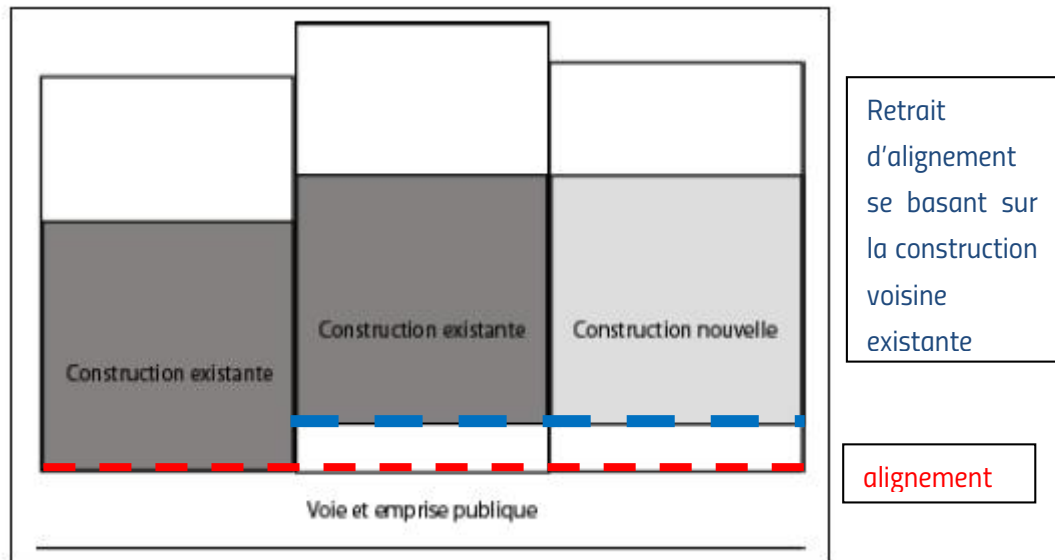 Construction existante
Construction existante
Construction nouvelle
Voie et emprise publique
Retrait
d'alignement
se basant sur
la construction
voisine
existante
alignement